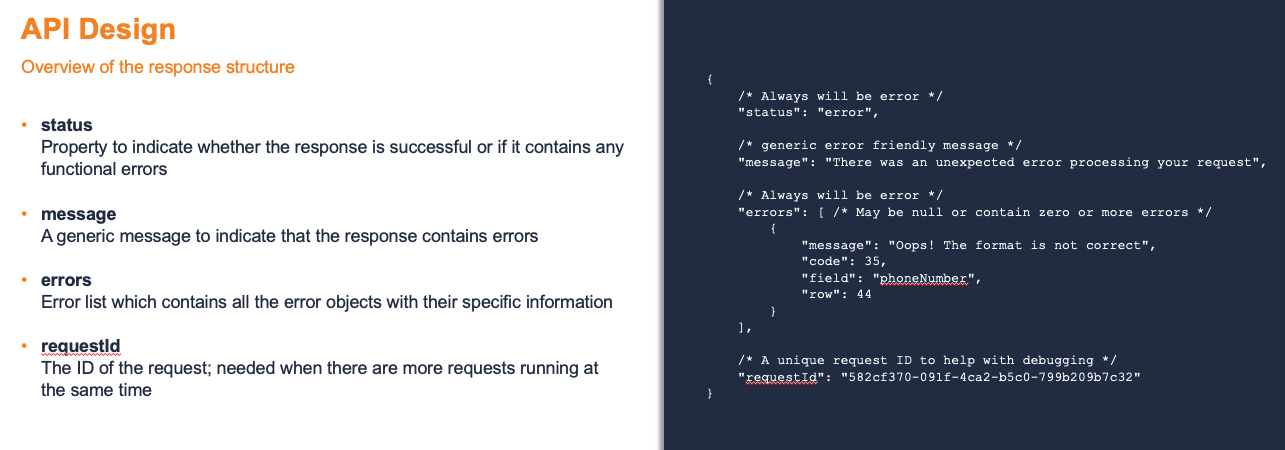 API Design
Overview of the response structure
• status
Property to indicate whether the response is successful or if it contains any
functional errors
• message
A generic message to indicate that the response contains errors
• errors
Error list which contains all the error objects with their specific information
• requestId
The ID of the request; needed when there are more requests running at
the same time
{
/* Always will be error */
"status": "error",
/* generic error friendly message */
"message": "There was an unexpected error processing your request",
/* Always will be error */
"errors": [ /* May be null or contain zero or more errors */
{
"message": "Oops! The format is not correct",
"code": 35,
"field": "phoneNumber",
"row": 44
}
],
/* A unique request ID to help with debugging */
"requestId": "582cf370-091f-4ca2-b5c0-799b209b7c32"
}